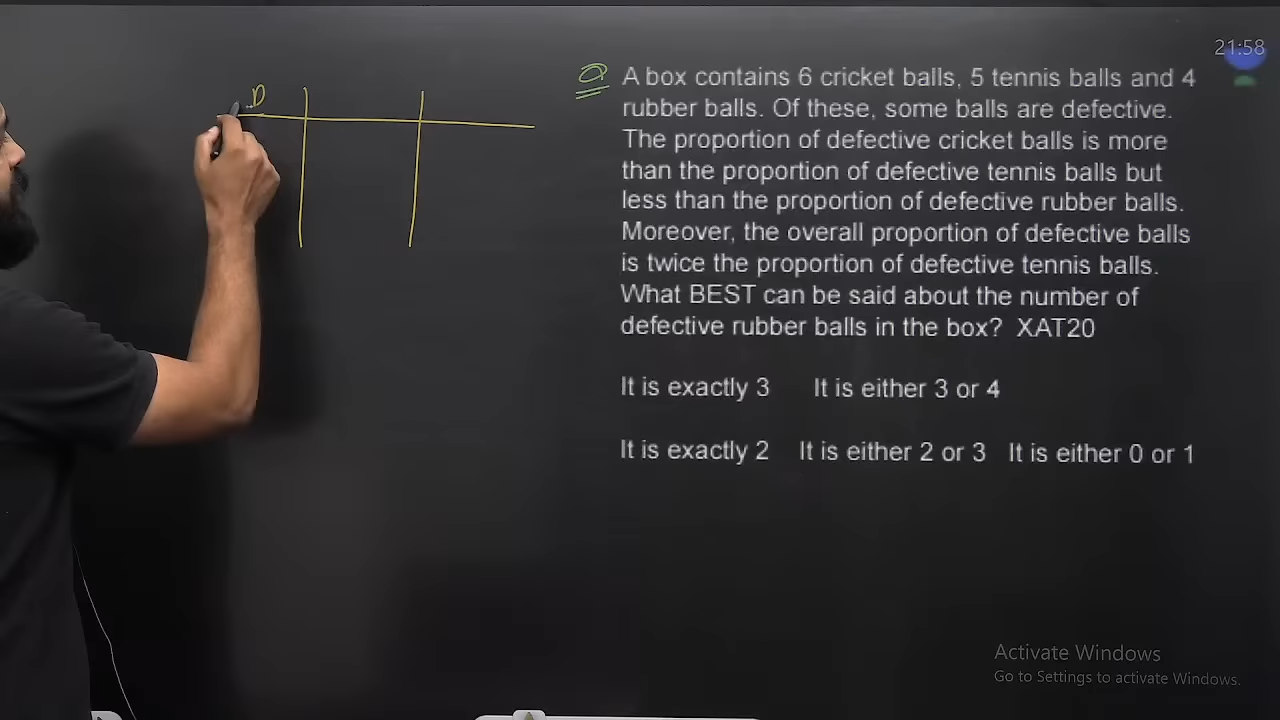 21:58
D
Q A box contains 6 cricket balls, 5 tennis balls and 4
rubber balls. Of these, some balls are defective.
The proportion of defective cricket balls is more
than the proportion of defective tennis balls but
less than the proportion of defective rubber balls.
Moreover, the overall proportion of defective balls
is twice the proportion of defective tennis balls.
What BEST can be said about the number of
defective rubber balls in the box? XAT20
It is exactly 3 It is either 3 or 4
It is exactly 2 It is either 2 or 3 It is either 0 or 1
Activate Windows
Go to Settings to activate Windows.